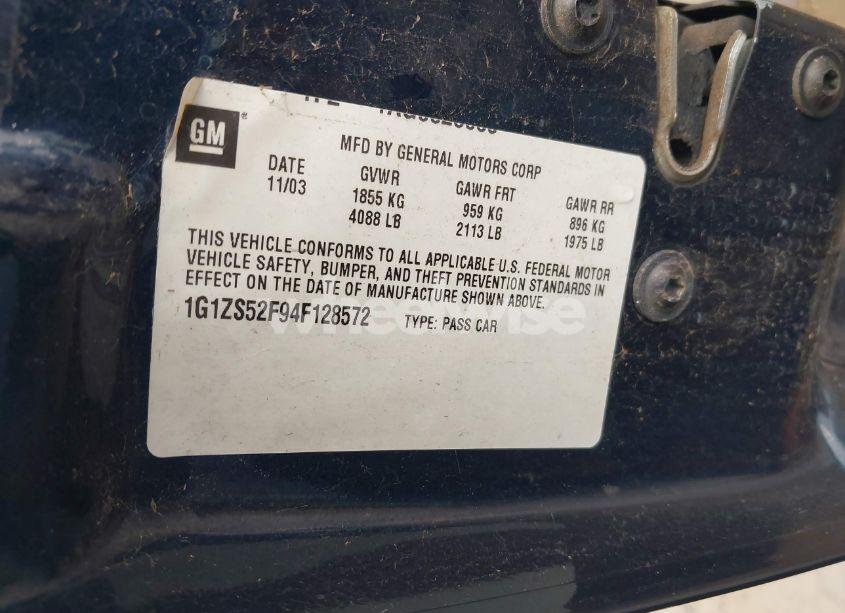 GM
MFD BY GENERAL MOTORS CORP
DATE GVWR GAWR FRT GAWR RR
11/03 1855 KG 959 KG 896 KG
4088 LB 2113 LB 1975 LB
THIS VEHICLE CONFORMS TO ALL APPLICABLE U.S. FEDERAL MOTOR
VEHICLE SAFETY, BUMPER, AND THEFT PREVENTION STANDARDS IN
EFFECT ON THE DATE OF MANUFACTURE SHOWN ABOVE.
1G1ZS52F94F128572 TYPE: PASS CAR